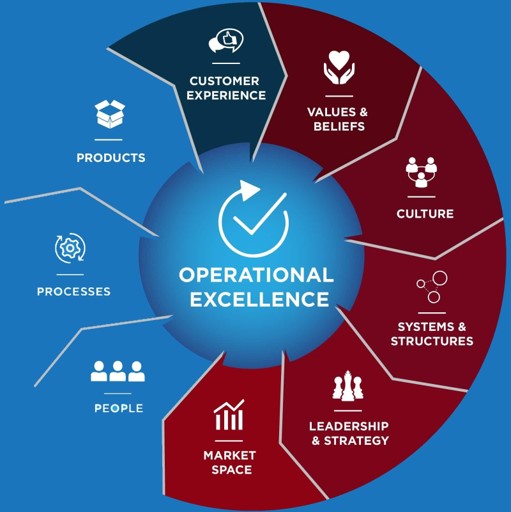 CUSTOMER
EXPERIENCE
VALUES &
BELIEFS
CULTURE
SYSTEMS &
STRUCTURES
LEADERSHIP
& STRATEGY
MARKET
SPACE
PEOPLE
PROCESSES
PRODUCTS
OPERATIONAL
EXCELLENCE